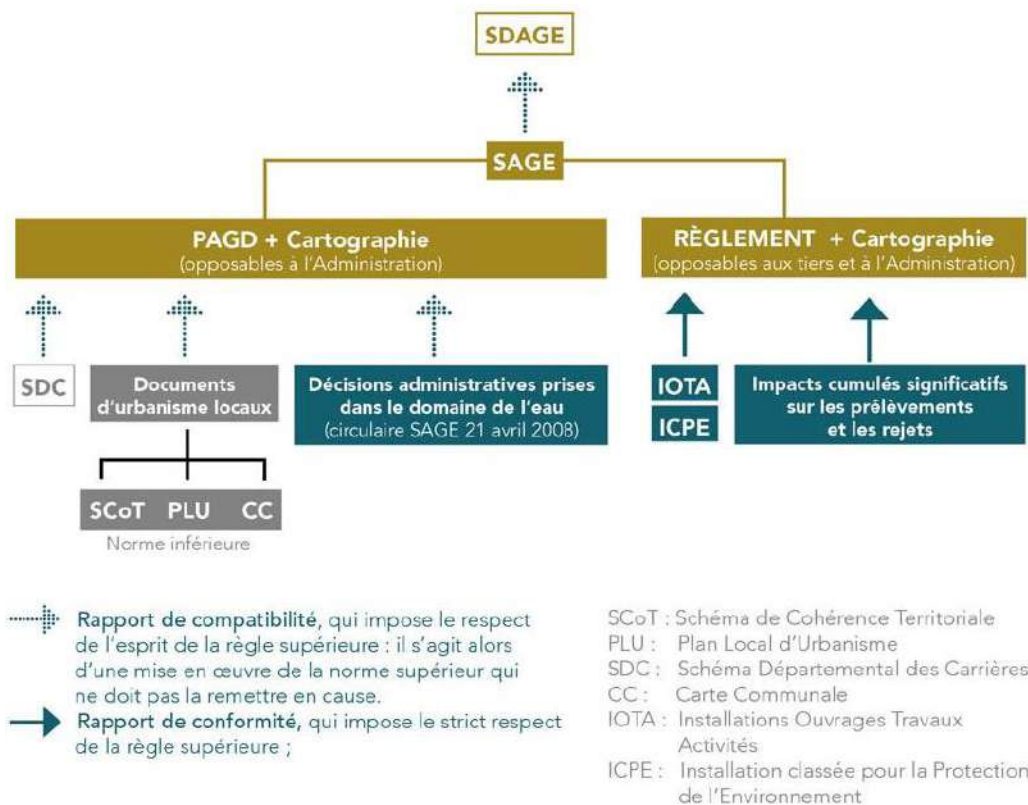 SDAGE
SAGE
PAGD + Cartographie
(opposables à l'Administration)
RÈGLEMENT + Cartographie
(opposables aux tiers et à l'Administration)
SDC
Documents
d'urbanisme locaux
Décisions administratives prises
dans le domaine de l'eau
(circulaire SAGE 21 avril 2008)
IOTA
ICPE
Impacts cumulés significatifs
sur les prélèvements
et les rejets
SCoT PLU CC
Norme inférieure
Rapport de compatibilité, qui impose le respect
de l'esprit de la règle supérieure : il s'agit alors
d'une mise en œuvre de la norme supérieur qui
ne doit pas la remettre en cause.
Rapport de conformité, qui impose le strict respect
de la règle supérieure ;
SCoT : Schéma de Cohérence Territoriale
PLU : Plan Local d'Urbanisme
SDC : Schéma Départemental des Carrières
CC : Carte Communale
IOTA : Installations Ouvrages Travaux
Activités
ICPE : Installation classée pour la Protection
de l'Environnement